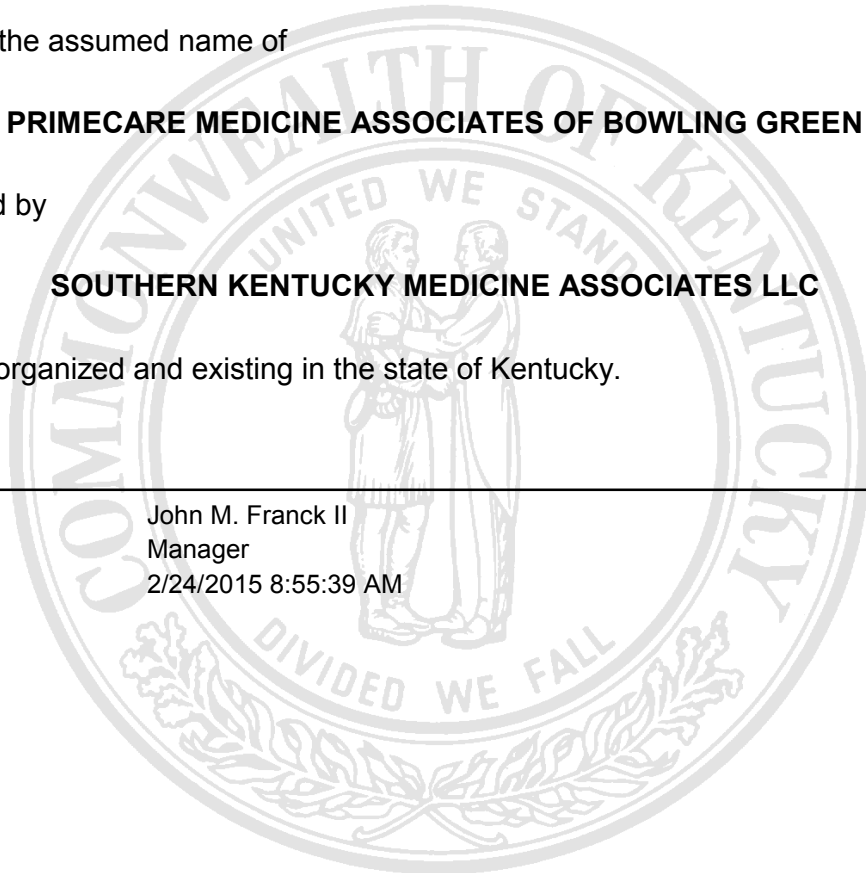 the assumed name of
PRIMECARE MEDICINE ASSOCIATES OF BOWLING GREEN
d by
SOUTHERN KENTUCKY MEDICINE ASSOCIATES LLC
organized and existing in the state of Kentucky.
John M. Franck II
Manager
2/24/2015 8:55:39 AM
COMMONWEALTH OF KENTUCKY
UNITED WE STAND
DIVIDED WE FALL